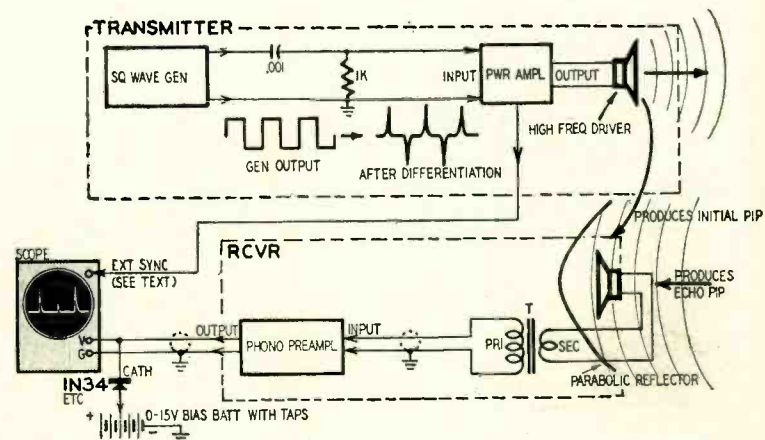 TRANSMITTER
SQ WAVE GEN
.001
1K
INPUT
PWR AMPL
OUTPUT
HIGH FREQ DRIVER
GEN OUTPUT
AFTER DIFFERENTIATION
PRODUCES INITIAL PIP
SCOPE
EXT SYNC
(SEE TEXT)
RCVR
PRODUCES
ECHO PIP
V
G
OUTPUT
PHONO PREAMPL
INPUT
PRI
T
SEC
CATH
IN34
ETC
PARABOLIC REFLECTOR
+
-
0-15V BIAS BATT WITH TAPS